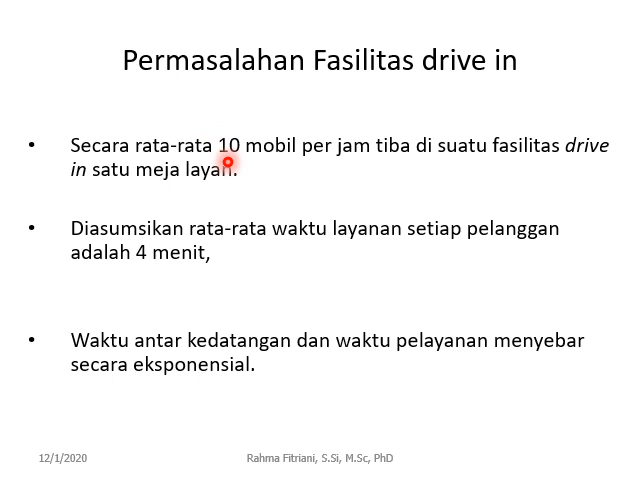 Permasalahan Fasilitas drive in
• Secara rata-rata 10 mobil per jam tiba di suatu fasilitas drive
in satu meja layan.
• Diasumsikan rata-rata waktu layanan setiap pelanggan
adalah 4 menit,
• Waktu antar kedatangan dan waktu pelayanan menyebar
secara eksponensial.
12/1/2020
Rahma Fitriani, S.Si, M.Sc, PhD